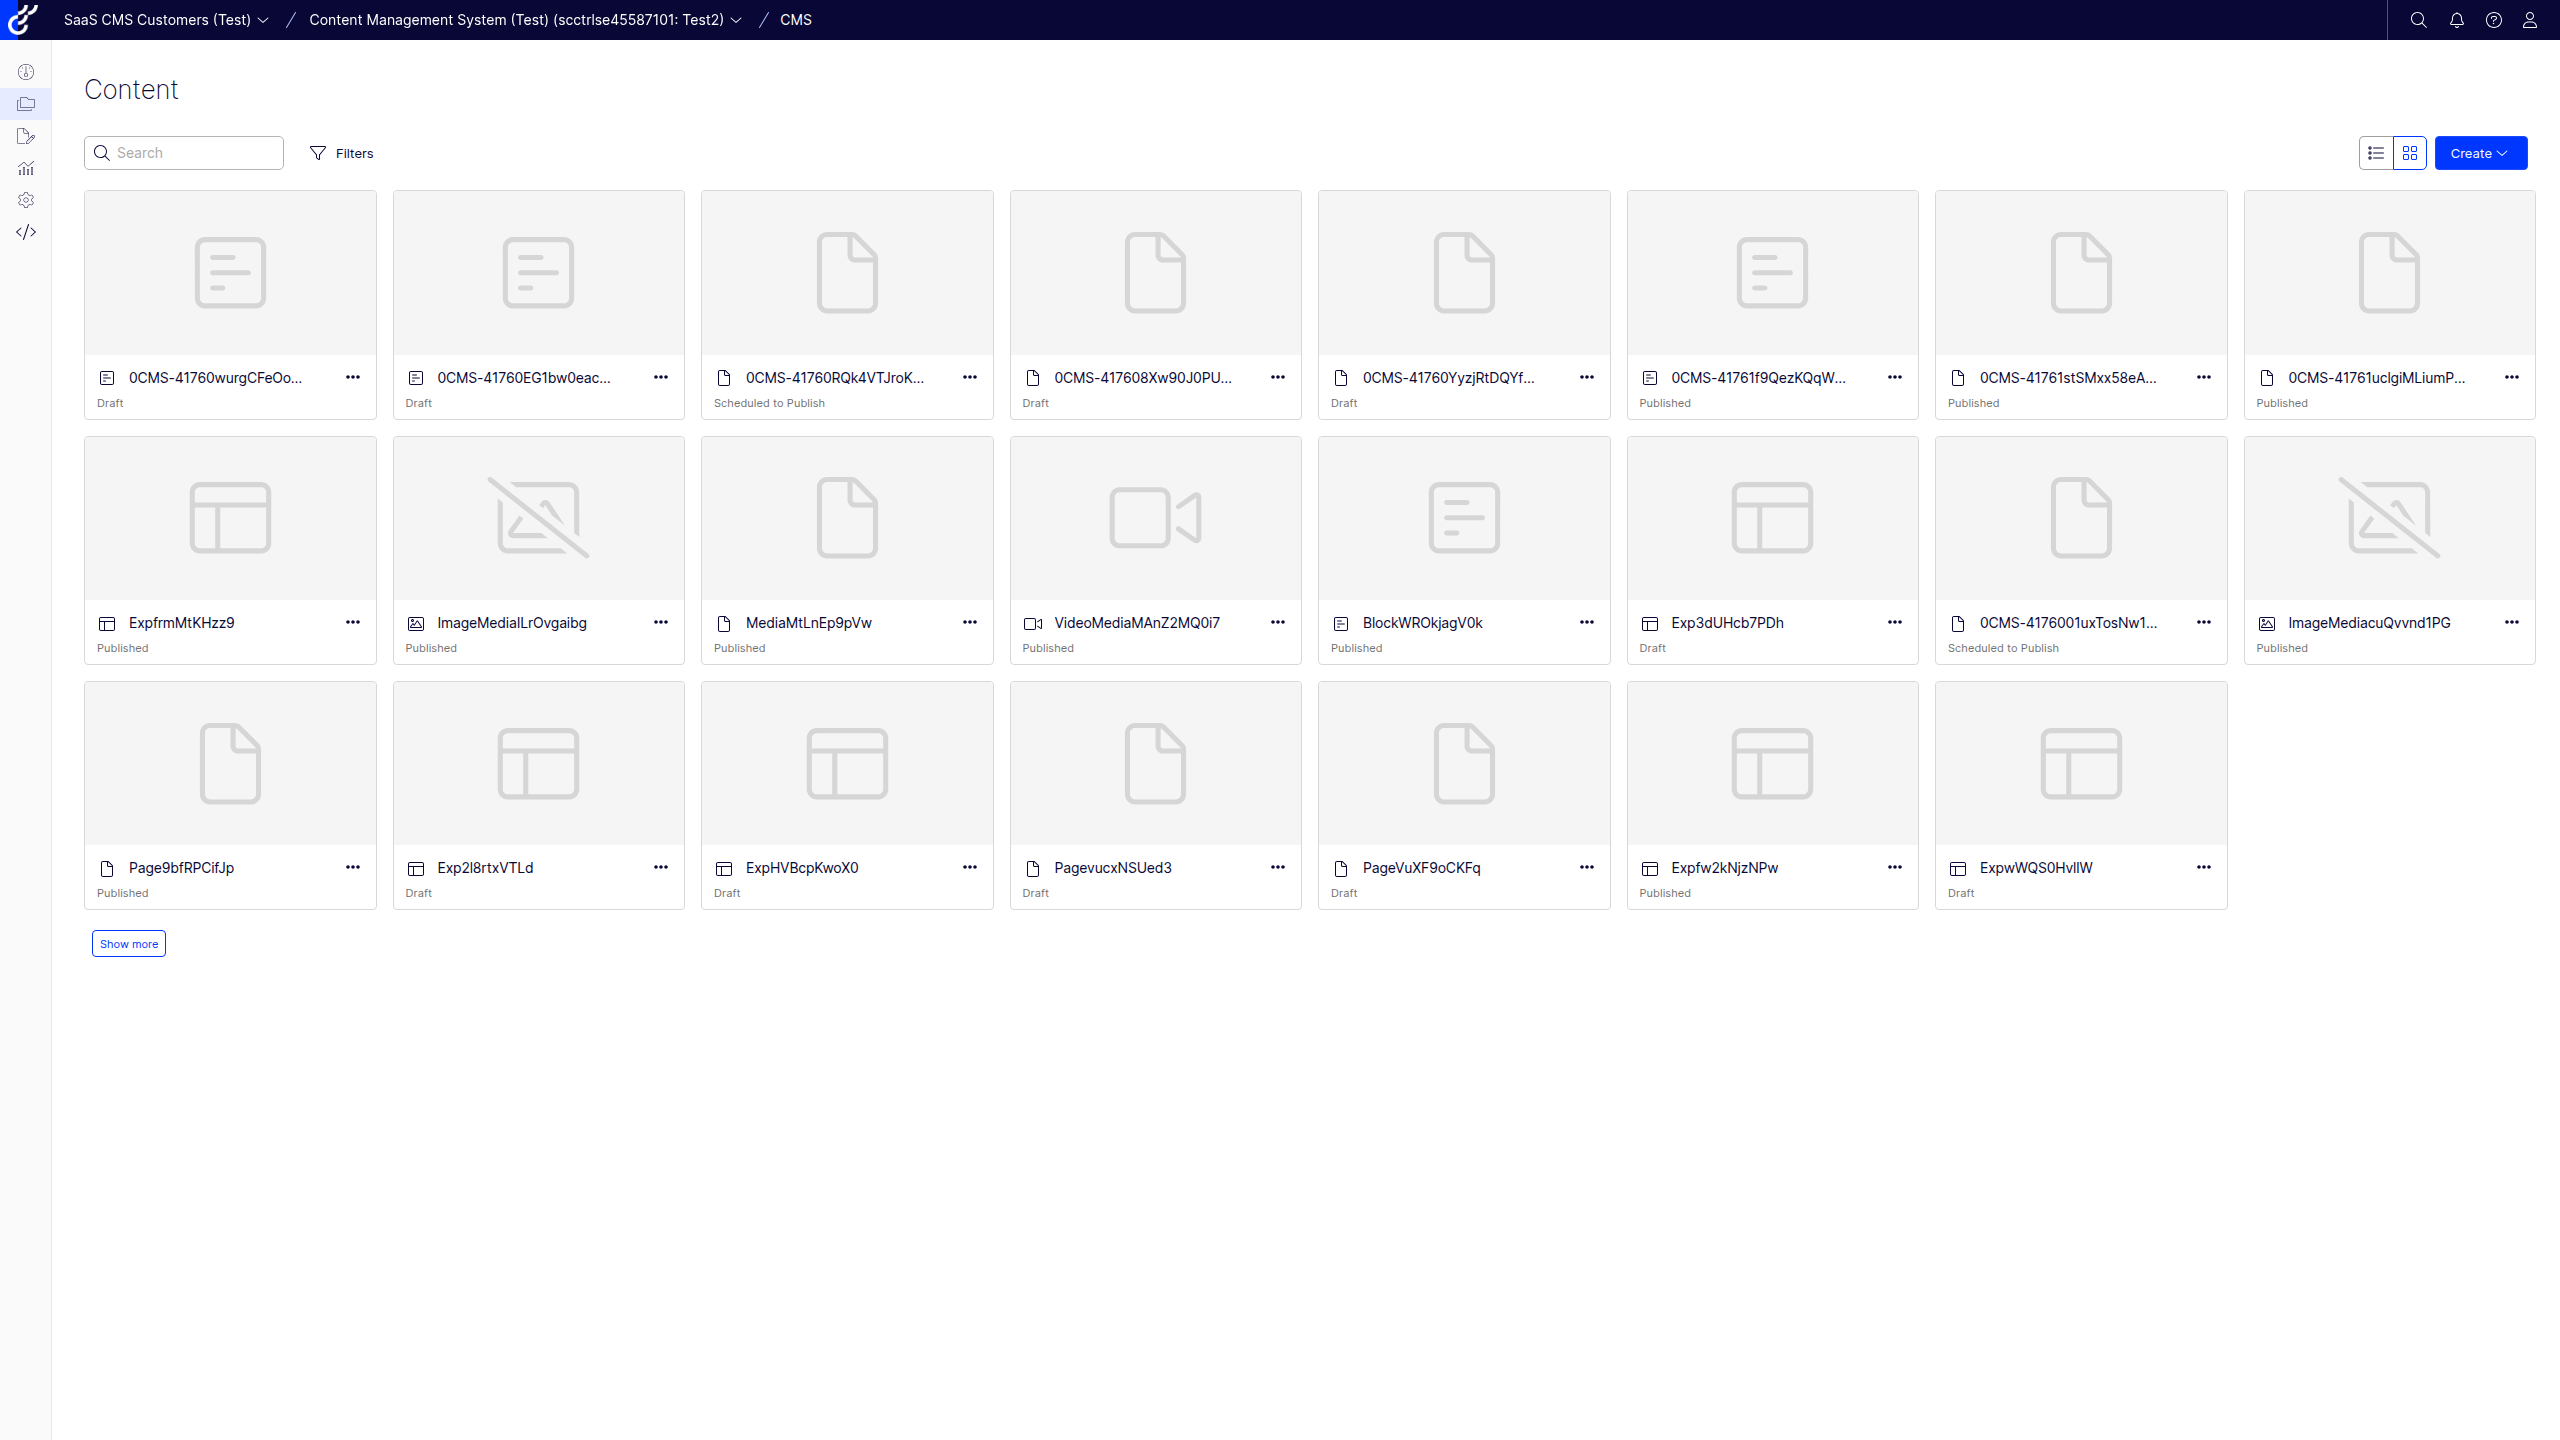 SaaS CMS Customers (Test) / Content Management System (Test) (scctrlse45587101: Test2) / CMS
Content
Search
Filters
Create
0CMS-41760wurgCFeOo... 0CMS-41760EG1bw0eac... 0CMS-41760RQk4VTJroK... 0CMS-417608Xw90J0PU... 0CMS-41760YyzjRtDQYf... 0CMS-41761f9QezKQqW... 0CMS-41761stSMxx58eA... 0CMS-41761uclgiMLiumP...
Draft Draft Scheduled to Publish Draft Draft Published Published Published
ExpfrmMtKHzz9 ImageMediaILrOvgaibg MediaMtLnEp9pVw VideoMediaMAnZ2MQ0i7 BlockWROkjagV0k Exp3dUHcb7PDh 0CMS-4176001uxTosNw1... ImageMediacuQvvnd1PG
Published Published Published Published Published Draft Scheduled to Publish Published
Page9bfRPCifJp Exp2l8rtxVTLd ExpHVBcpKwoX0 PagevucxNSUed3 PageVuXF9oCKFq Expfw2kNjzNPw ExpwWQS0HvllW
Published Draft Draft Draft Draft Published Draft
Show more